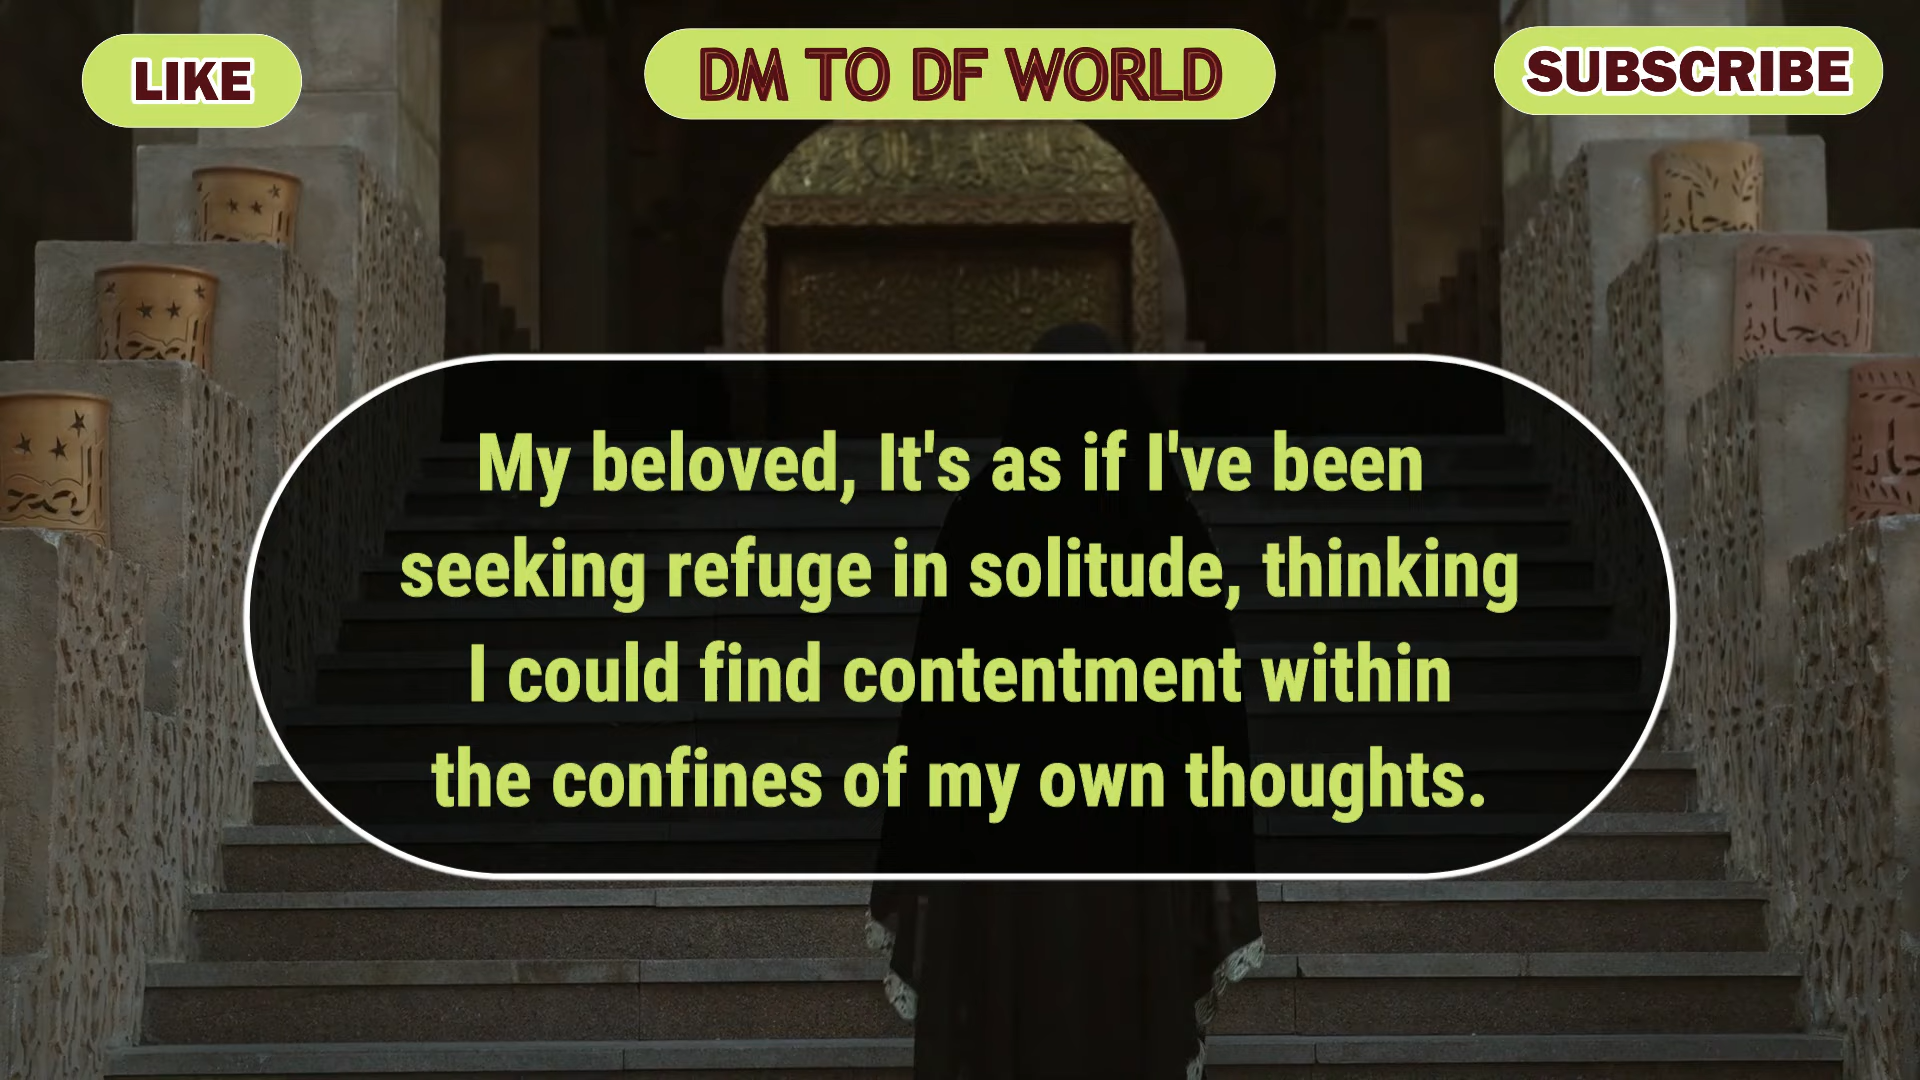 LIKE
DM TO DF WORLD
SUBSCRIBE
My beloved, It's as if I've been
seeking refuge in solitude, thinking
I could find contentment within
the confines of my own thoughts.